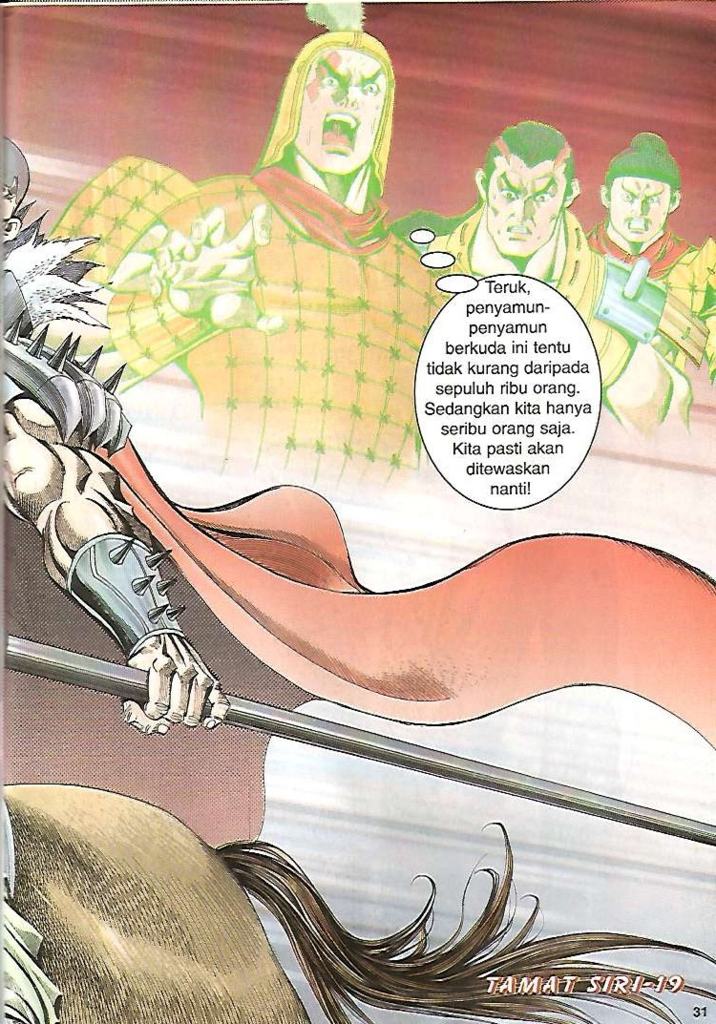 Teruk,
penyamun-
penyamun
berkuda ini tentu
tidak kurang daripada
sepuluh ribu orang.
Sedangkan kita hanya
seribu orang saja.
Kita pasti akan
ditewaskan
nanti!
TAMAT SIRI-19
31